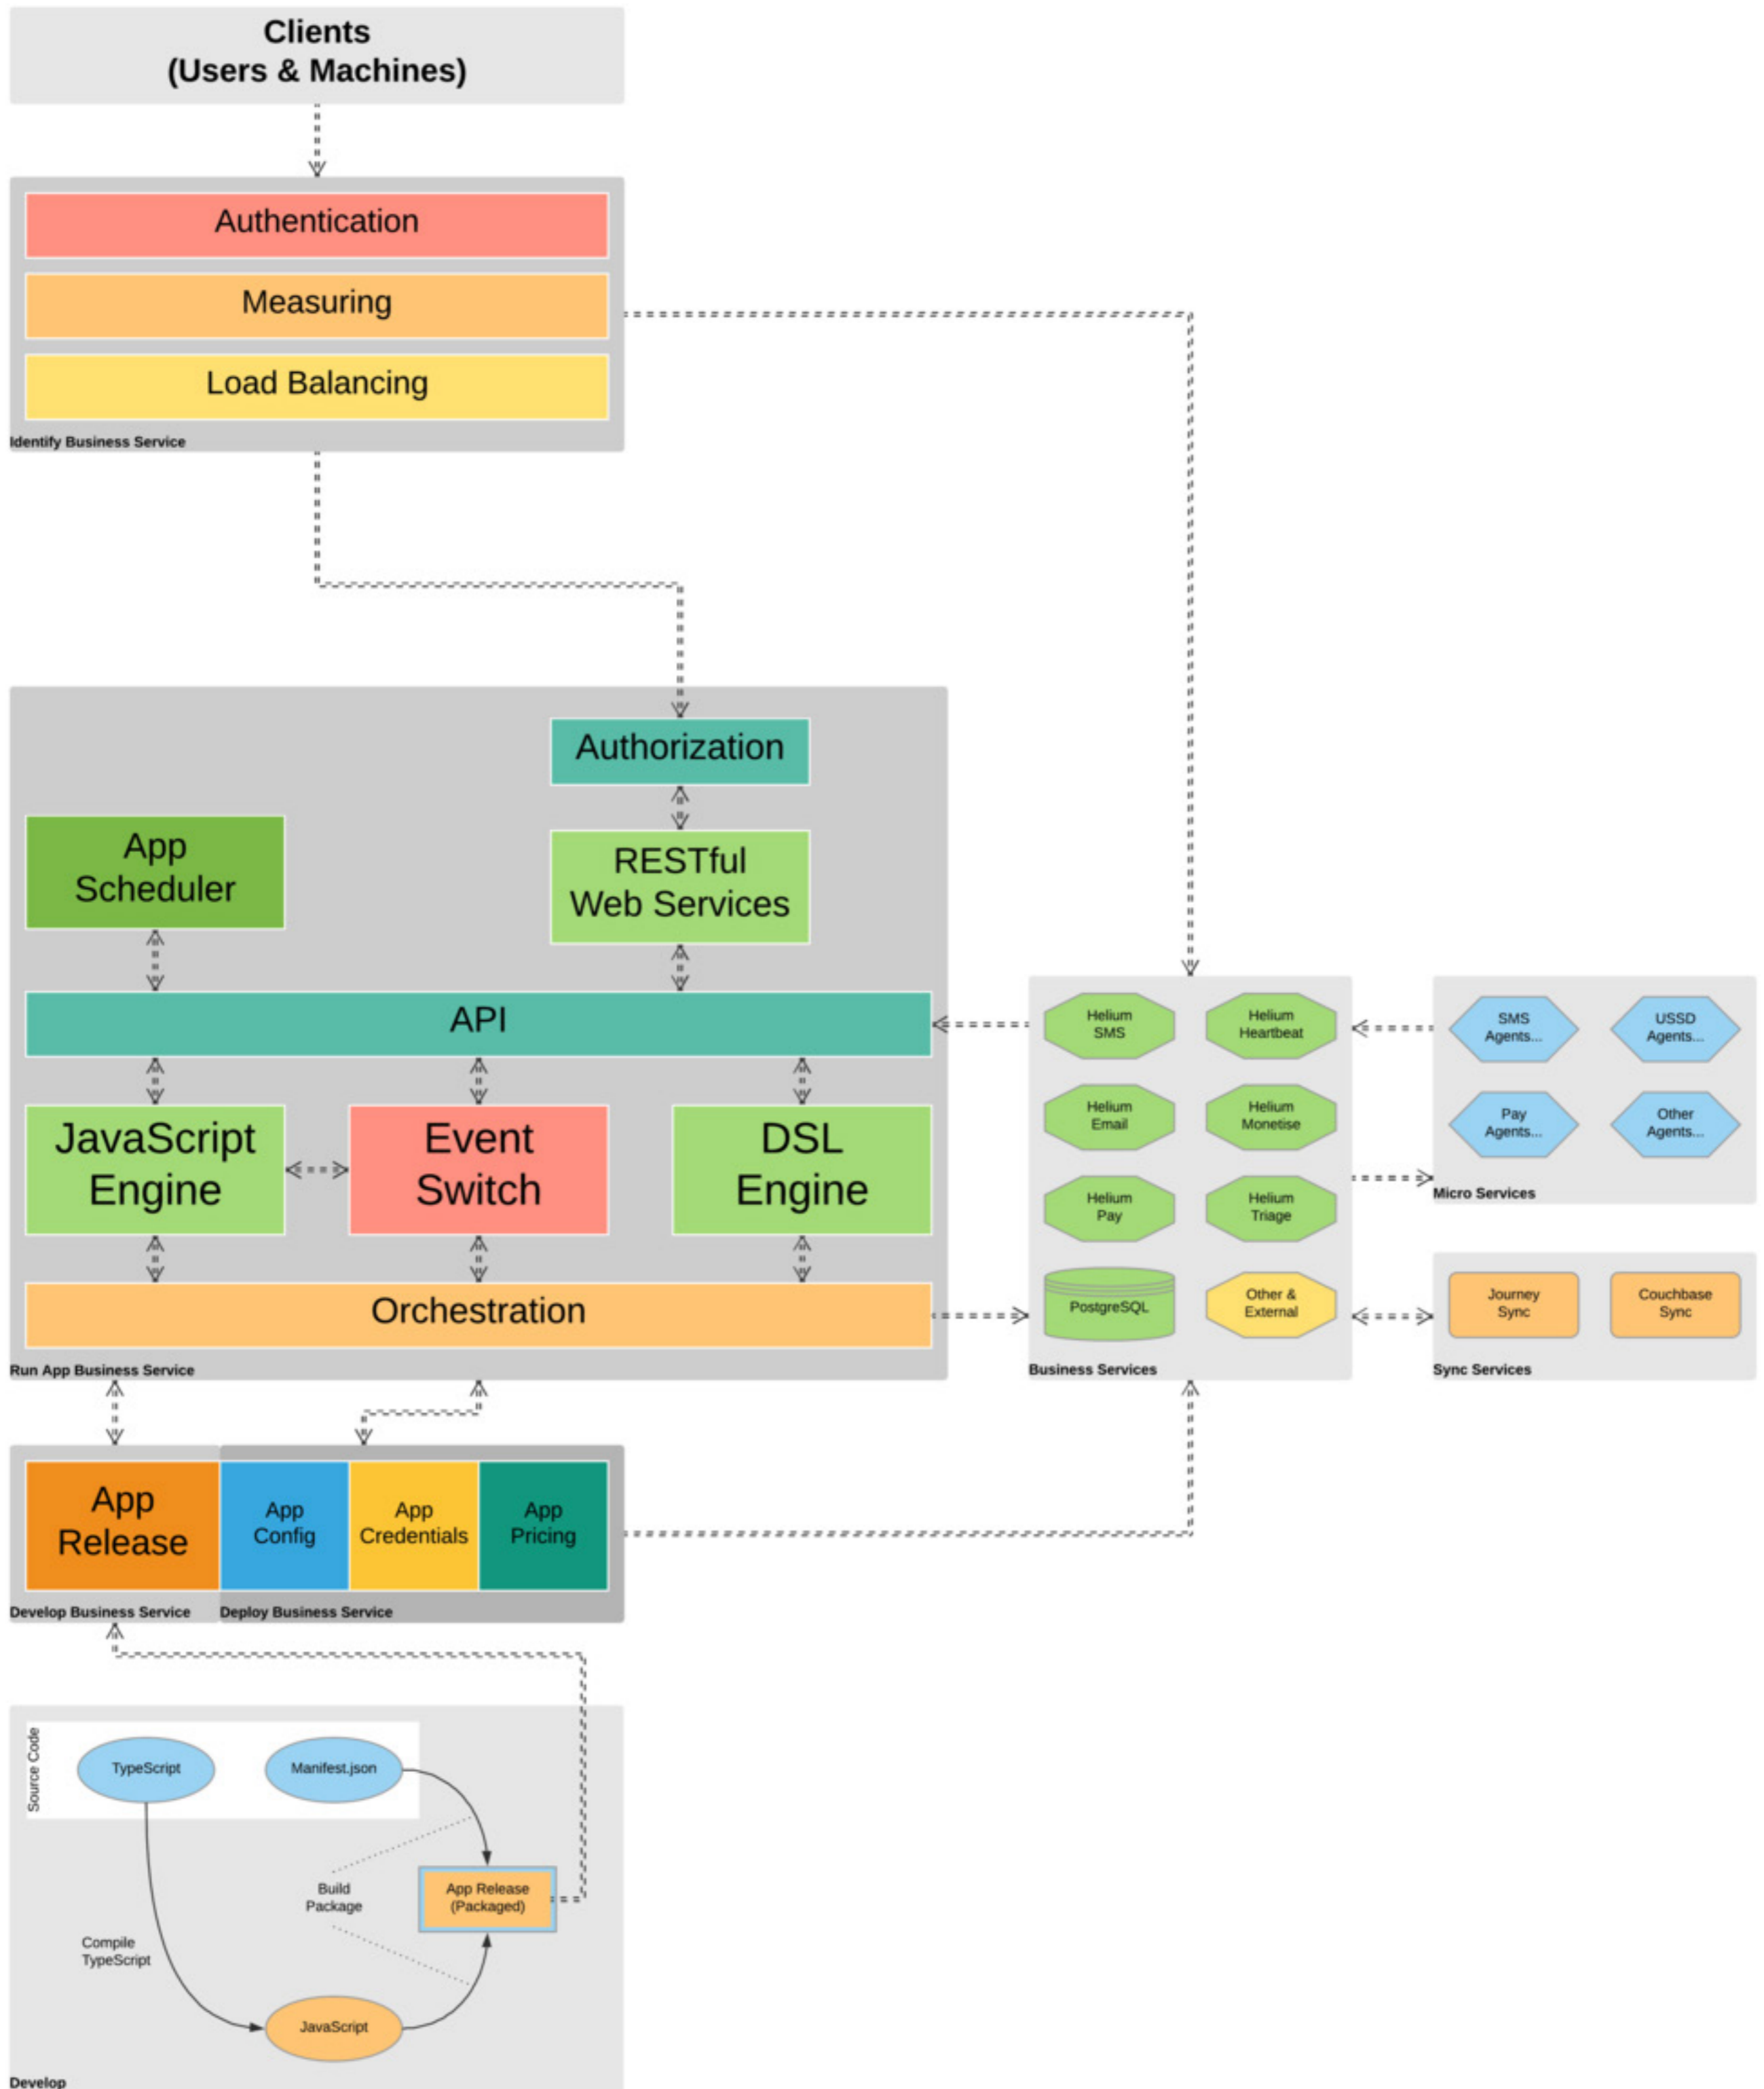 Clients
(Users & Machines)
Authentication
Measuring
Load Balancing
Identify Business Service
Authorization
App
Scheduler
RESTful
Web Services
API
JavaScript
Engine
Event
Switch
DSL
Engine
Orchestration
Run App Business Service
Helium
SMS
Helium
Heartbeat
Helium
Email
Helium
Monetise
Helium
Pay
Helium
Triage
PostgreSQL
Other &
External
Business Services
SMS
Agents...
USSD
Agents...
Pay
Agents...
Other
Agents...
Micro Services
Journey
Sync
Couchbase
Sync
Sync Services
App
Release
App
Config
App
Credentials
App
Pricing
Develop Business Service
Deploy Business Service
Source Code
TypeScript
Manifest.json
Build
Package
App Release
(Packaged)
Compile
TypeScript
JavaScript
Develop